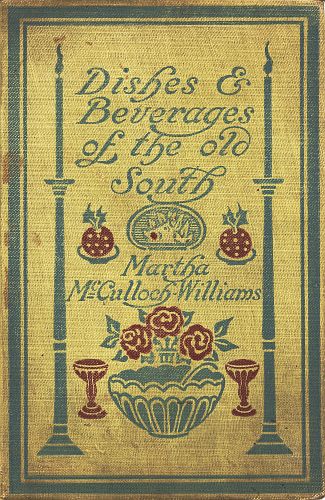 Dishes &
Beverages
of the old
South
Martha
McCulloch-Williams